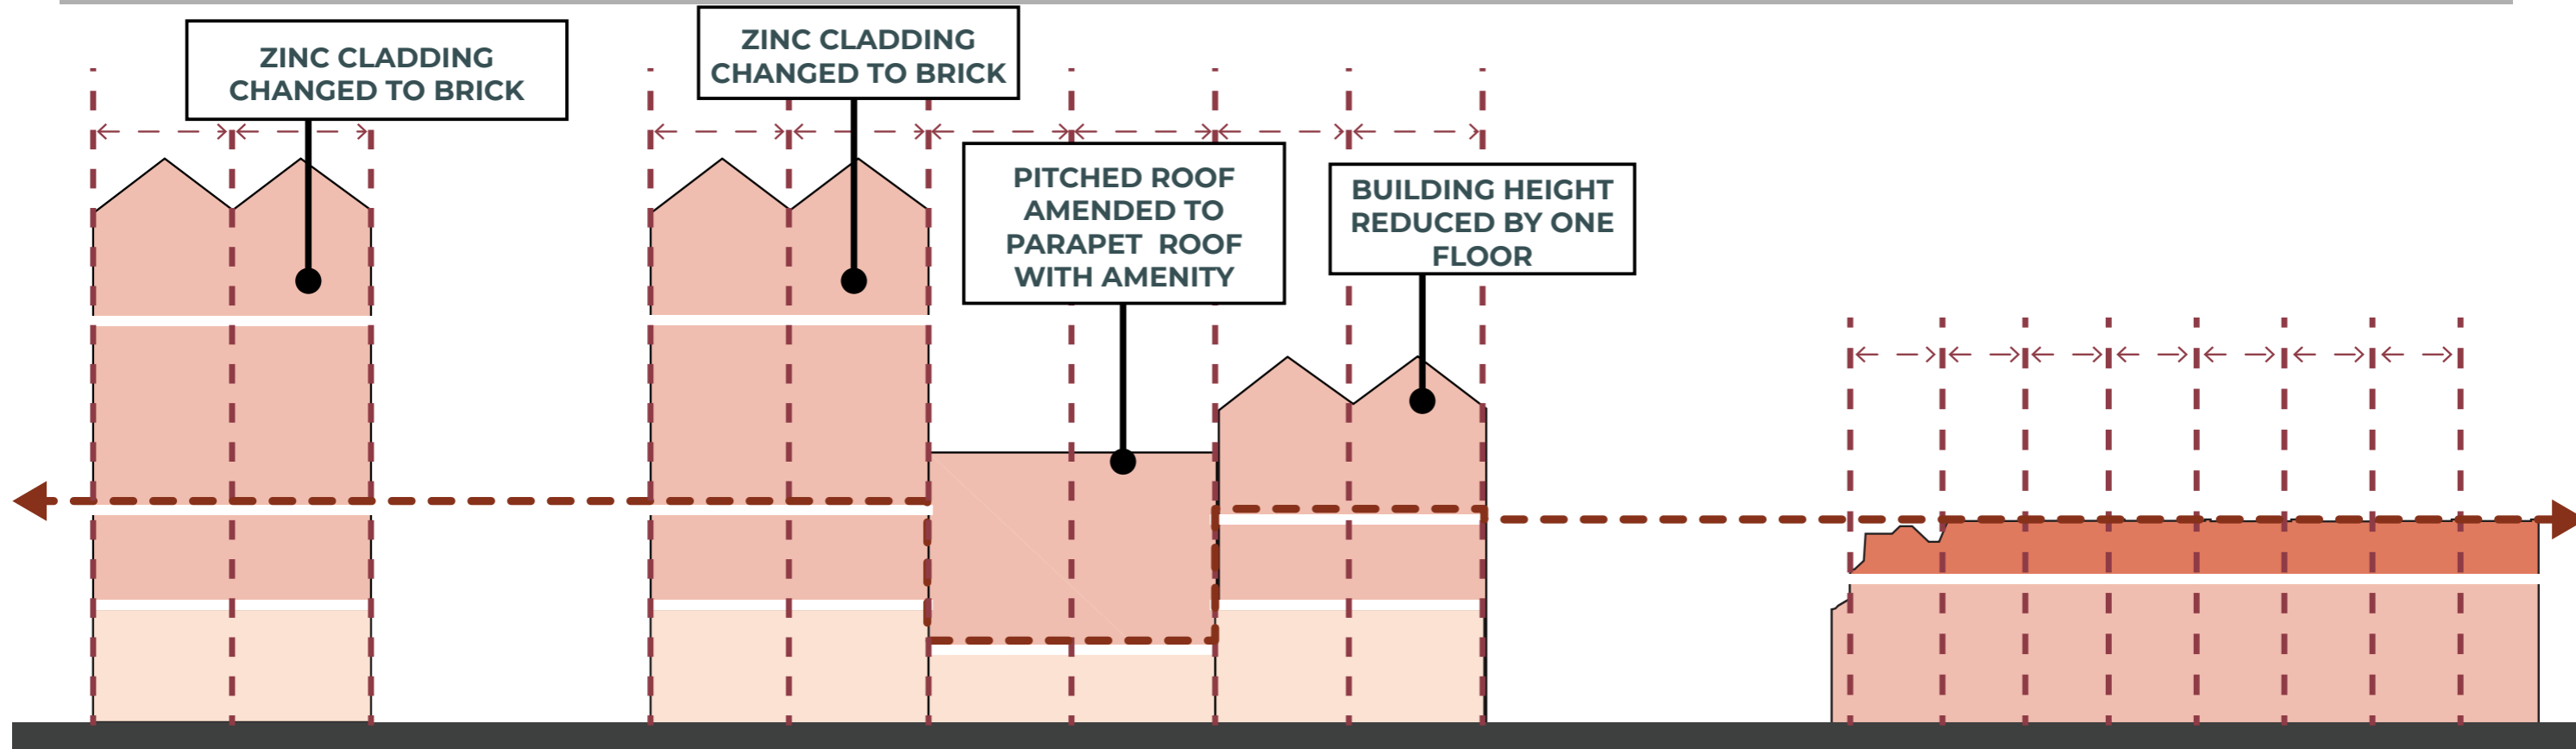 ZINC CLADDING
CHANGED TO BRICK
ZINC CLADDING
CHANGED TO BRICK
PITCHED ROOF
AMENDED TO
PARAPET  ROOF
WITH AMENITY
BUILDING HEIGHT
REDUCED BY ONE
FLOOR